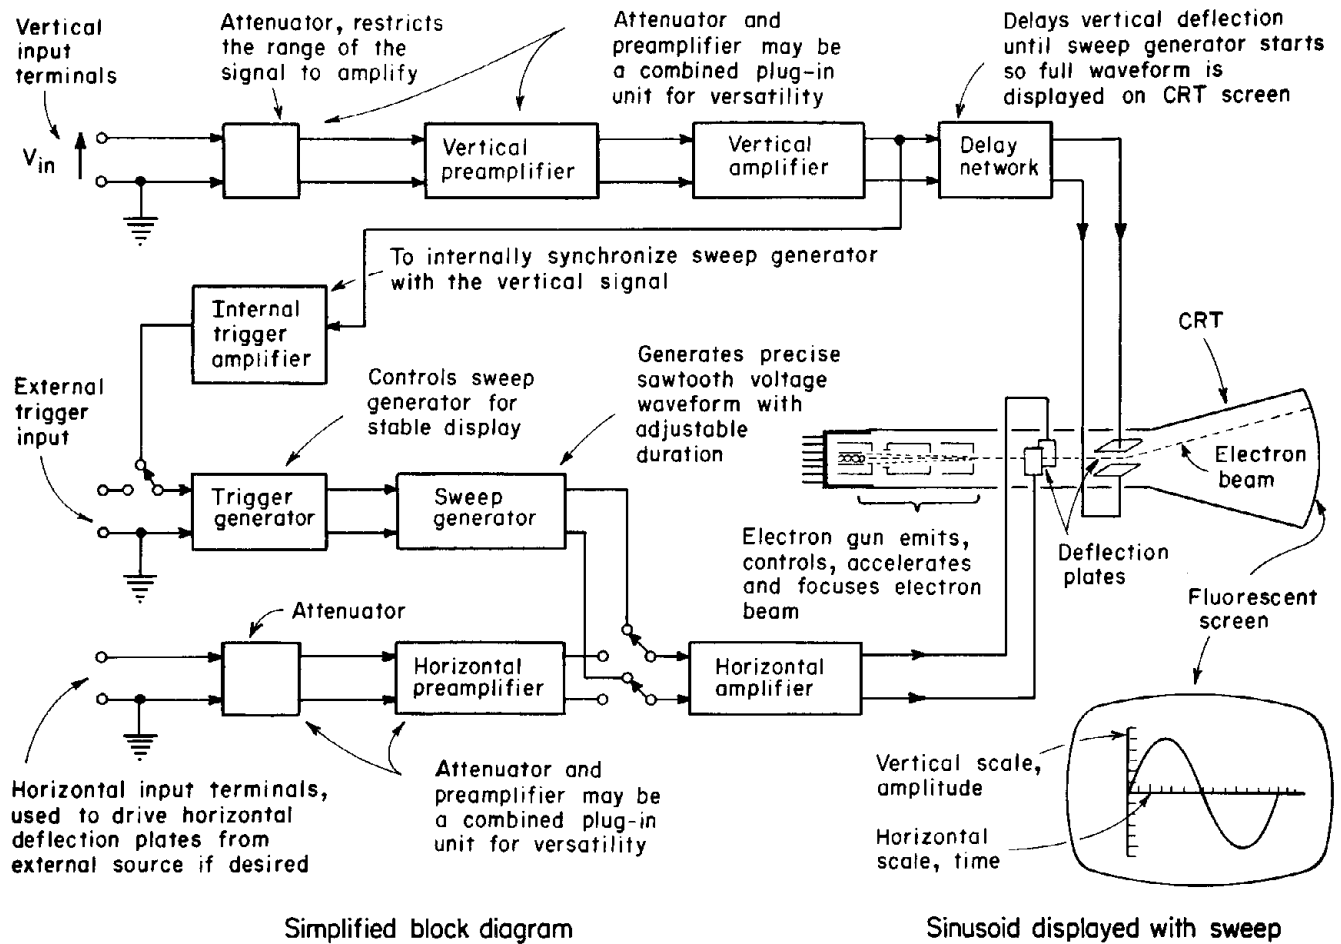 Vertical
input
terminals
Attenuator, restricts
the range of the
signal to amplify
Attenuator and
preamplifier may be
a combined plug-in
unit for versatility
Delays vertical deflection
until sweep generator starts
so full waveform is
displayed on CRT screen
Vin
Vertical
preamplifier
Vertical
amplifier
Delay
network
To internally synchronize sweep generator
with the vertical signal
Internal
trigger
amplifier
External
trigger
input
Controls sweep
generator for
stable display
Generates precise
sawtooth voltage
waveform with
adjustable
duration
CRT
Electron
beam
Trigger
generator
Sweep
generator
Electron gun emits,
controls, accelerates
and focuses electron
beam
Deflection
plates
Fluorescent
screen
Attenuator
Horizontal
preamplifier
Horizontal
amplifier
Horizontal input terminals,
used to drive horizontal
deflection plates from
external source if desired
Attenuator and
preamplifier may be
a combined plug-in
unit for versatility
Vertical scale,
amplitude
Horizontal
scale, time
Simplified block diagram
Sinusoid displayed with sweep